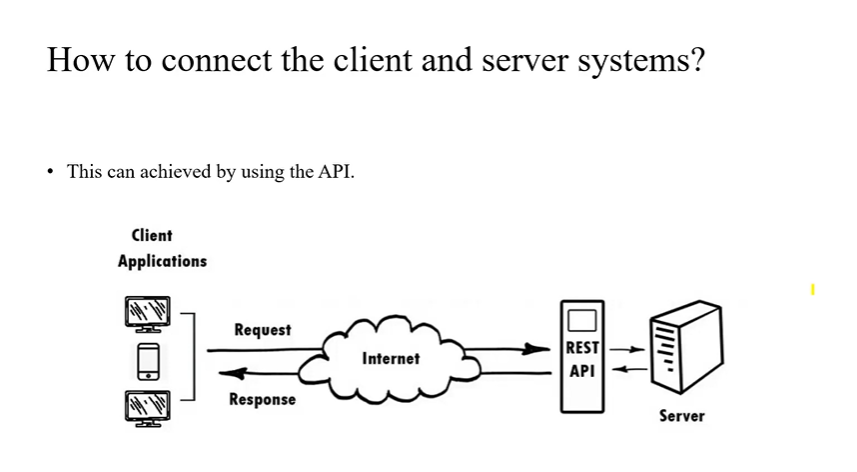 How to connect the client and server systems?
• This can achieved by using the API.
Client
Applications
Request
Internet
Response
REST
API
Server